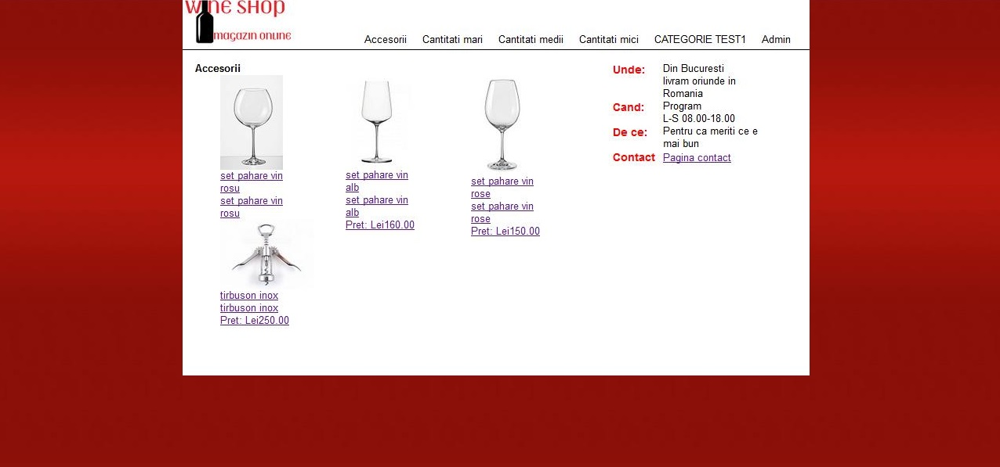 WINE SHOP
magazin online
Accesorii Cantitati mari Cantitati medii Cantitati mici CATEGORIE TEST1 Admin
Accesorii
set pahare vin
rosu
set pahare vin
rosu
set pahare vin
alb
set pahare vin
alb
Pret: Lei160.00
set pahare vin
rose
set pahare vin
rose
Pret: Lei150.00
tirbuson inox
tirbuson inox
Pret: Lei250.00
Unde: Din Bucuresti
livram oriunde in
Romania
Cand: Program
L-S 08.00-18.00
De ce: Pentru ca meriti ce e
mai bun
Contact Pagina contact